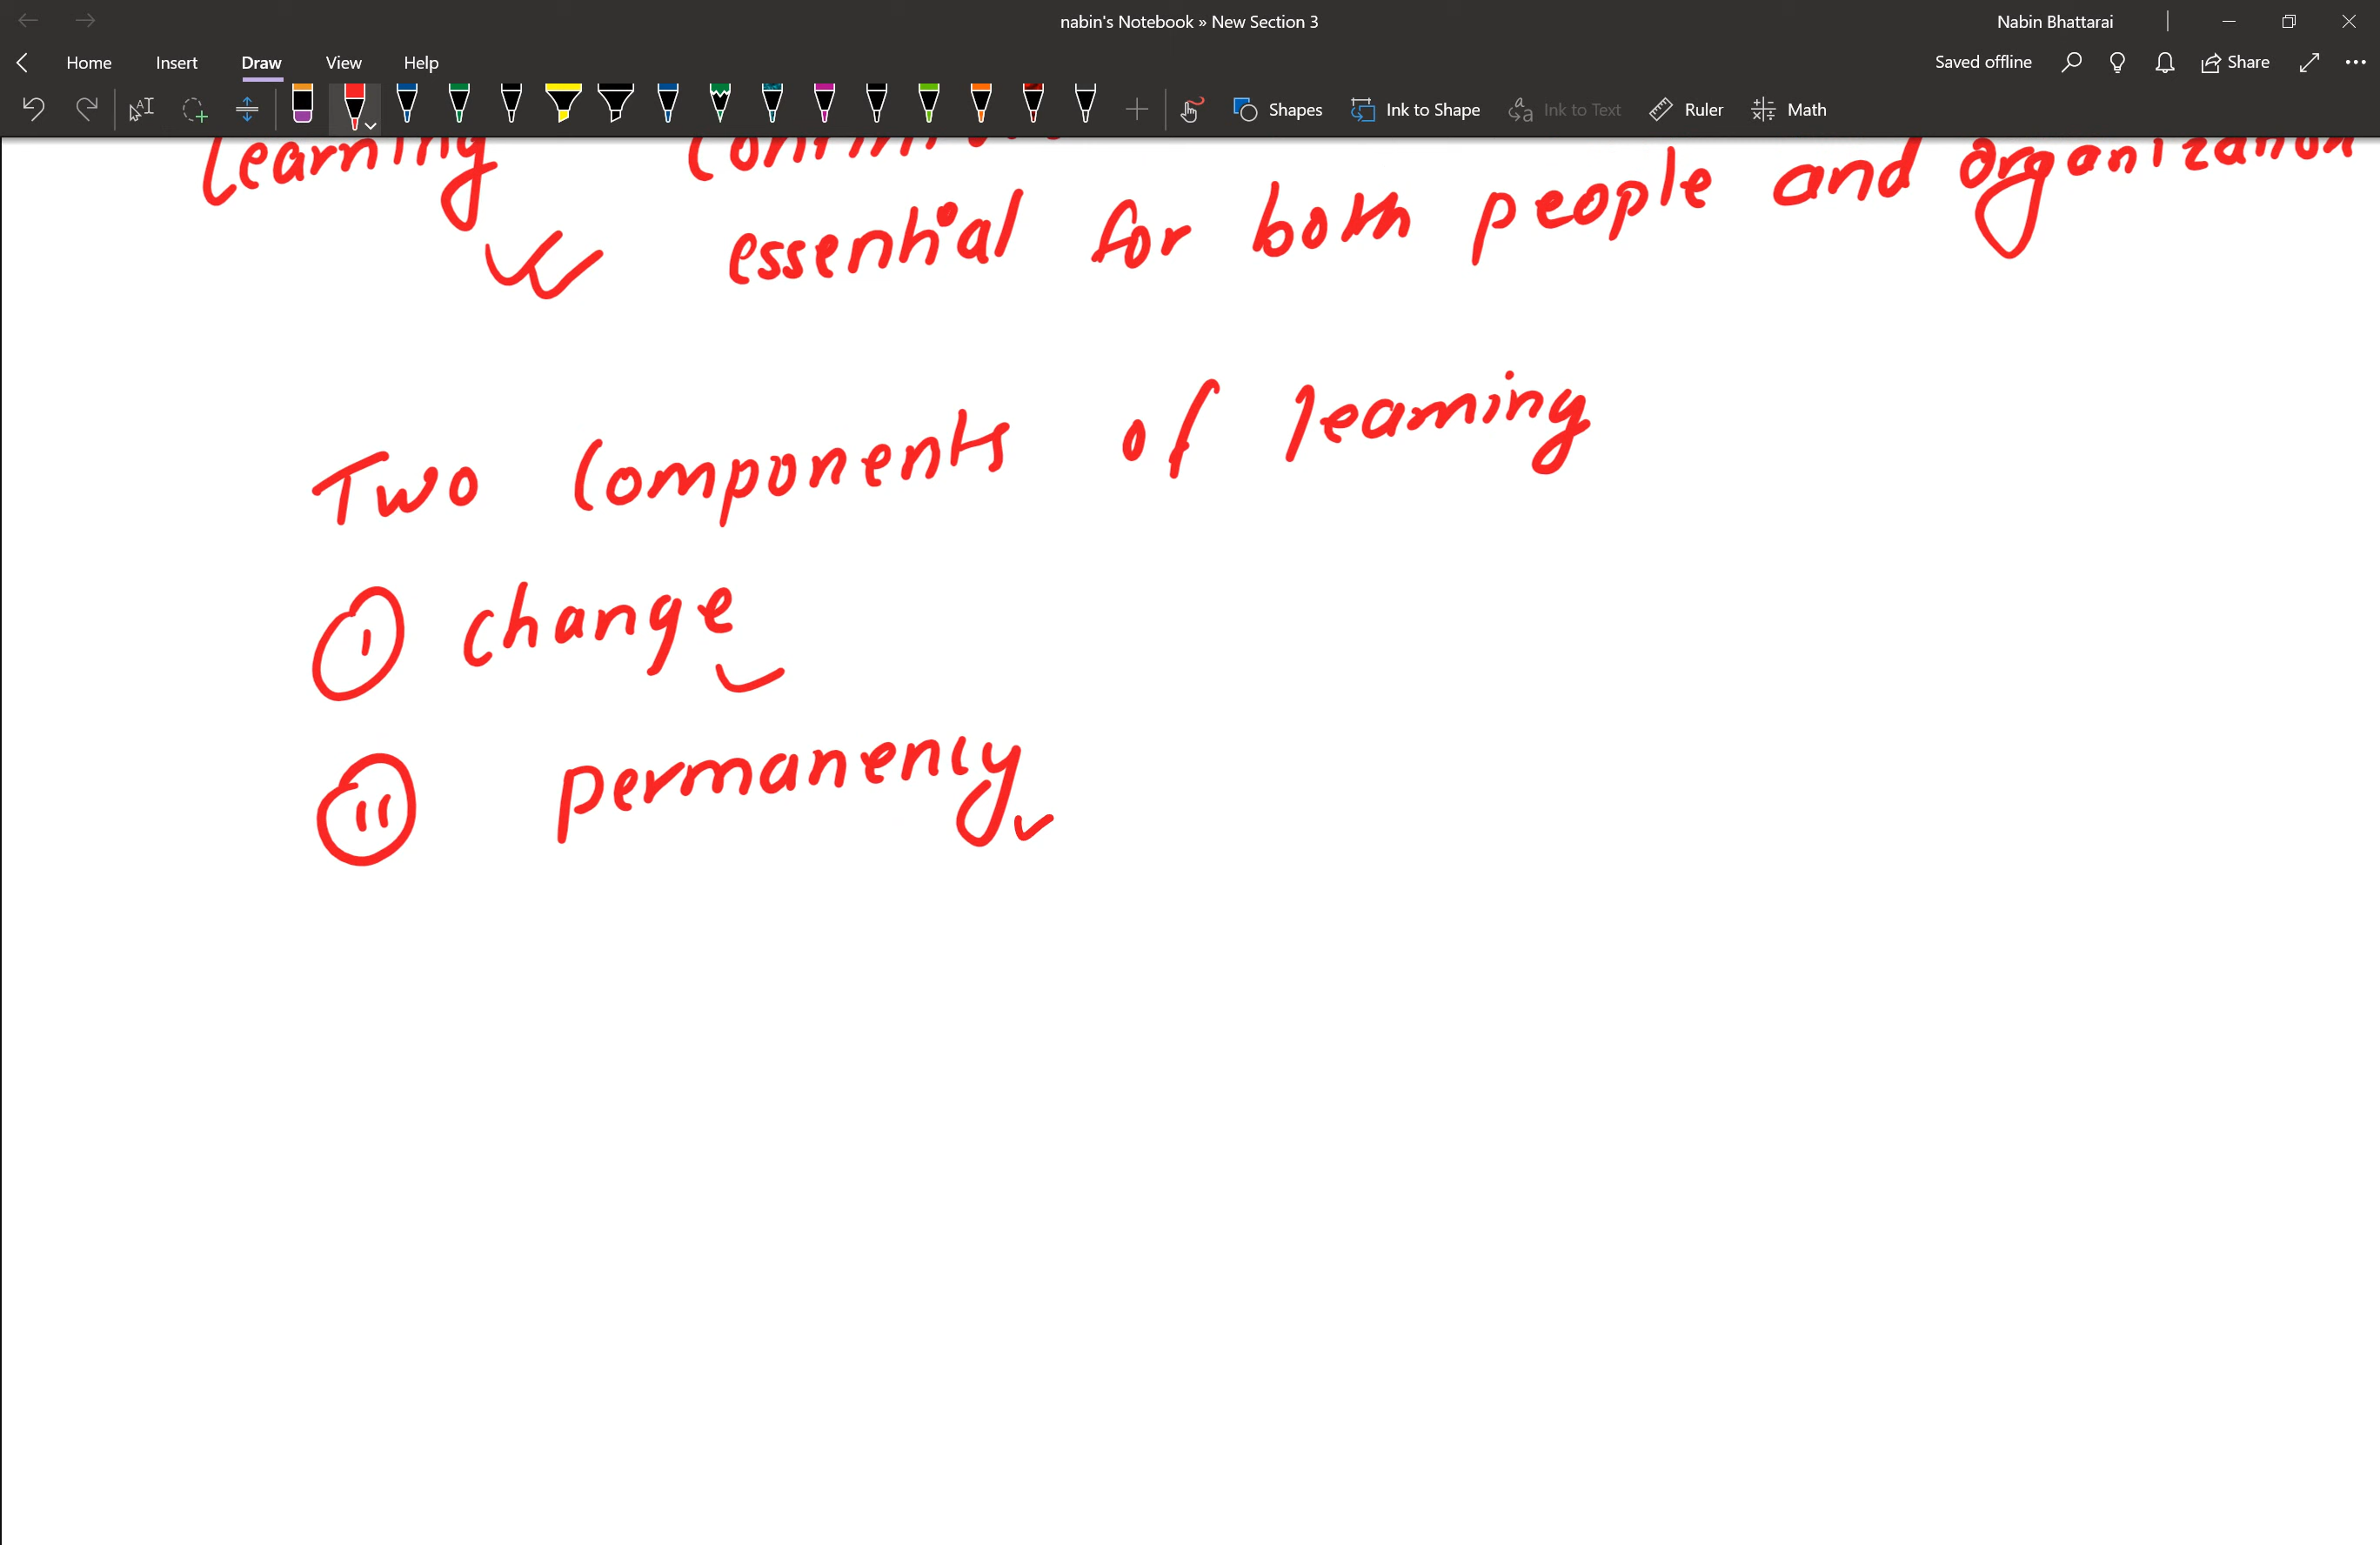 nabin's Notebook » New Section 3
Nabin Bhattarai
Home Insert Draw View Help
Saved offline
Share
Shapes Ink to Shape Ink to Text Ruler Math
Learning
essential for both people and organization
Two components of learning
i change
ii permanency